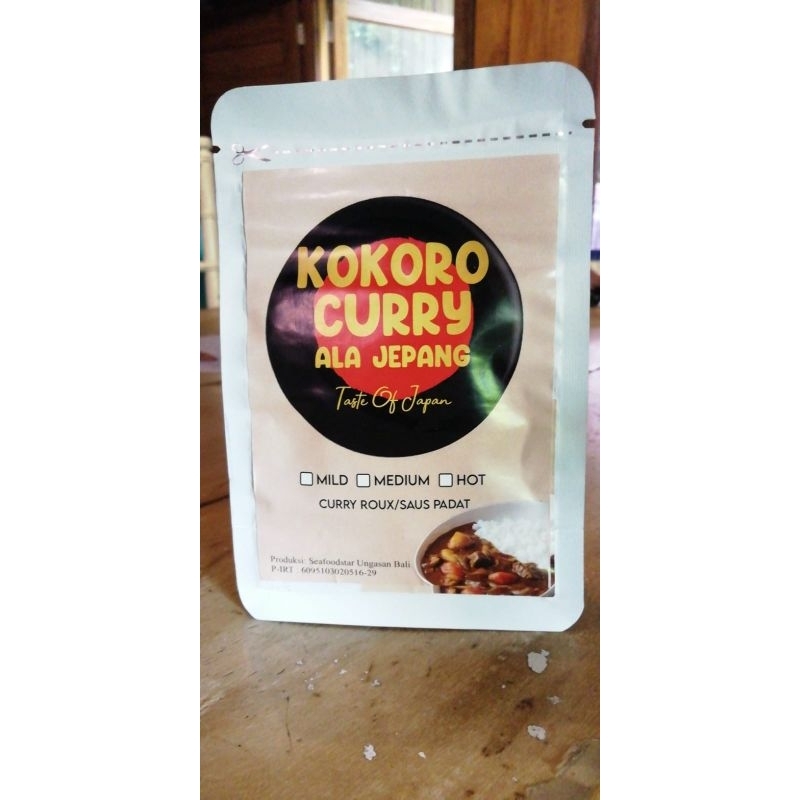 KOKORO
CURRY
ALA JEPANG
Taste Of Japan
MILD MEDIUM HOT
CURRY ROUX/SAUS PADAT
Produksi: Seafoodstar Ungasan Bali
P-IRT 6095103020516-29